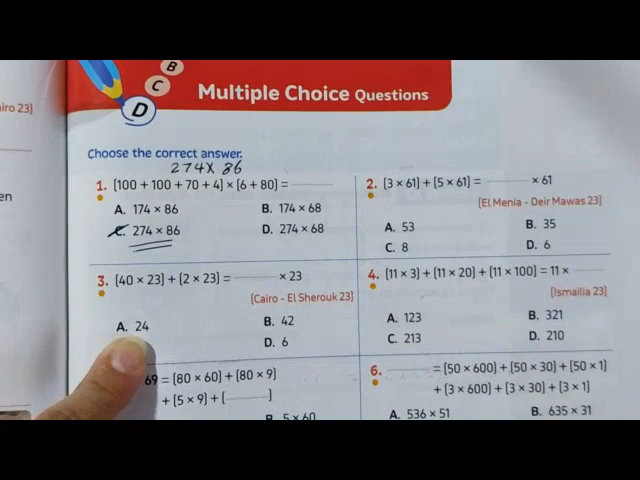 B
C
D
Multiple Choice Questions
iro 23]
en
Choose the correct answer.
274 x 86
1. (100 + 100 + 70 + 4) × (6 + 80) =
A. 174 × 86
B. 174 × 68
C. 274 × 86
D. 274 × 68
2. (3 × 61) + (5 × 61) = × 61
[El Menia - Deir Mawas 23]
A. 53
B. 35
C. 8
D. 6
3. (40 × 23) + (2 × 23) = × 23
[Cairo - El Sherouk 23]
A. 24
B. 42
D. 6
4. (11 × 3) + (11 × 20) + (11 × 100) = 11 ×
[Ismailia 23]
A. 123
B. 321
C. 213
D. 210
69 = (80 × 60) + (80 × 9)
+ (5 × 9) + ( )
B. 5 × 60
6. = (50 × 600) + (50 × 30) + (50 × 1)
+ (3 × 600) + (3 × 30) + (3 × 1)
A. 536 × 51
B. 635 × 31